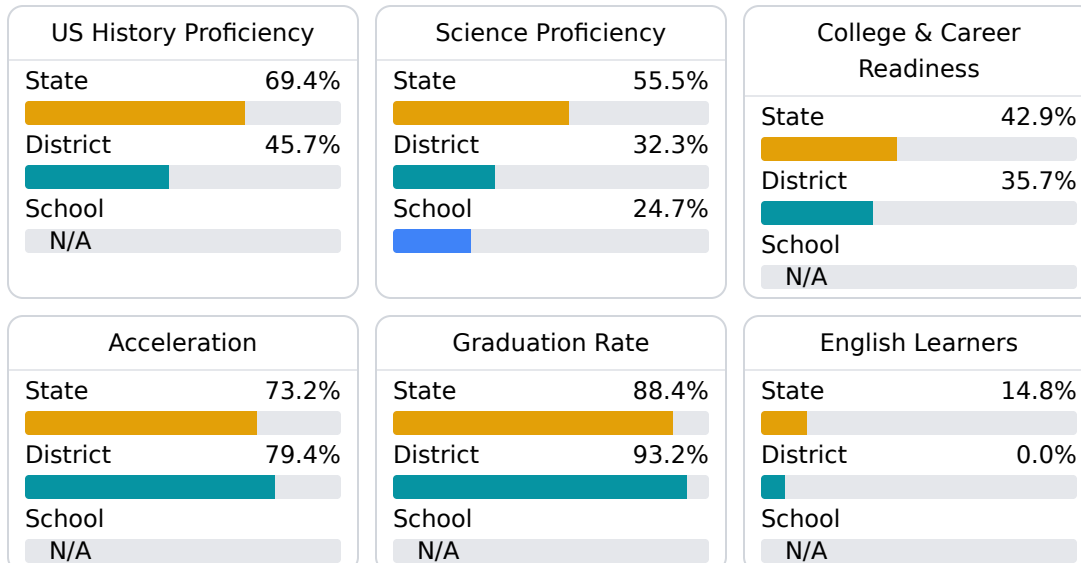 US History Proficiency
State 69.4%
District 45.7%
School
N/A
Science Proficiency
State 55.5%
District 32.3%
School 24.7%
College & Career
Readiness
State 42.9%
District 35.7%
School
N/A
Acceleration
State 73.2%
District 79.4%
School
N/A
Graduation Rate
State 88.4%
District 93.2%
School
N/A
English Learners
State 14.8%
District 0.0%
School
N/A